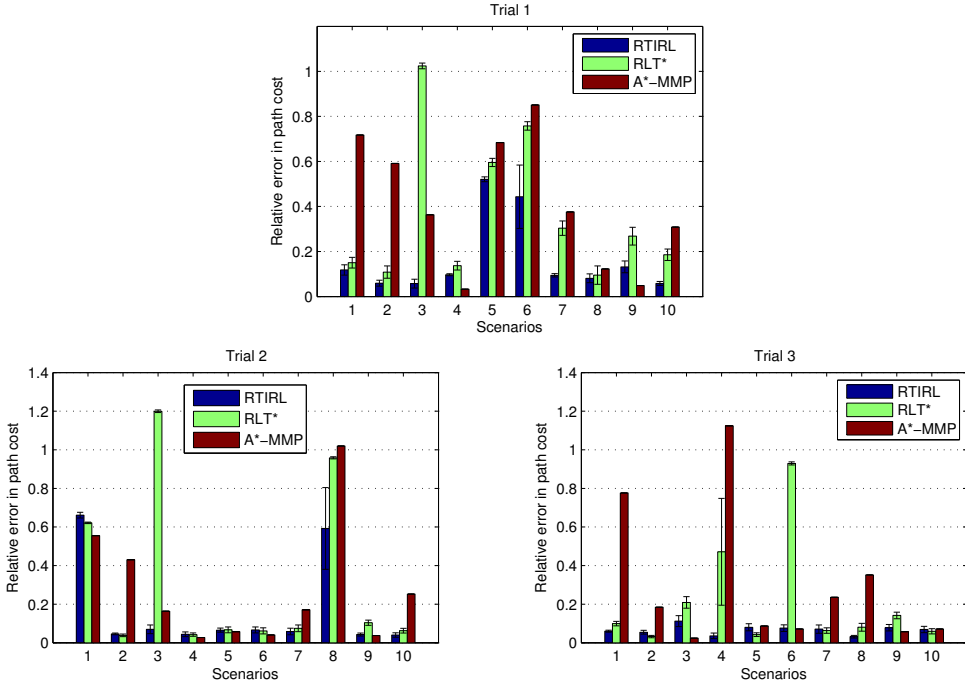 Trial 1
Relative error in path cost
1
0.8
0.6
0.4
0.2
0
RTIRL
RLT*
A*−MMP
1 2 3 4 5 6 7 8 9 10
Scenarios
Trial 2
Relative error in path cost
1.4
1.2
1
0.8
0.6
0.4
0.2
0
RTIRL
RLT*
A*−MMP
1 2 3 4 5 6 7 8 9 10
Scenarios
Trial 3
Relative error in path cost
1.4
1.2
1
0.8
0.6
0.4
0.2
0
RTIRL
RLT*
A*−MMP
1 2 3 4 5 6 7 8 9 10
Scenarios